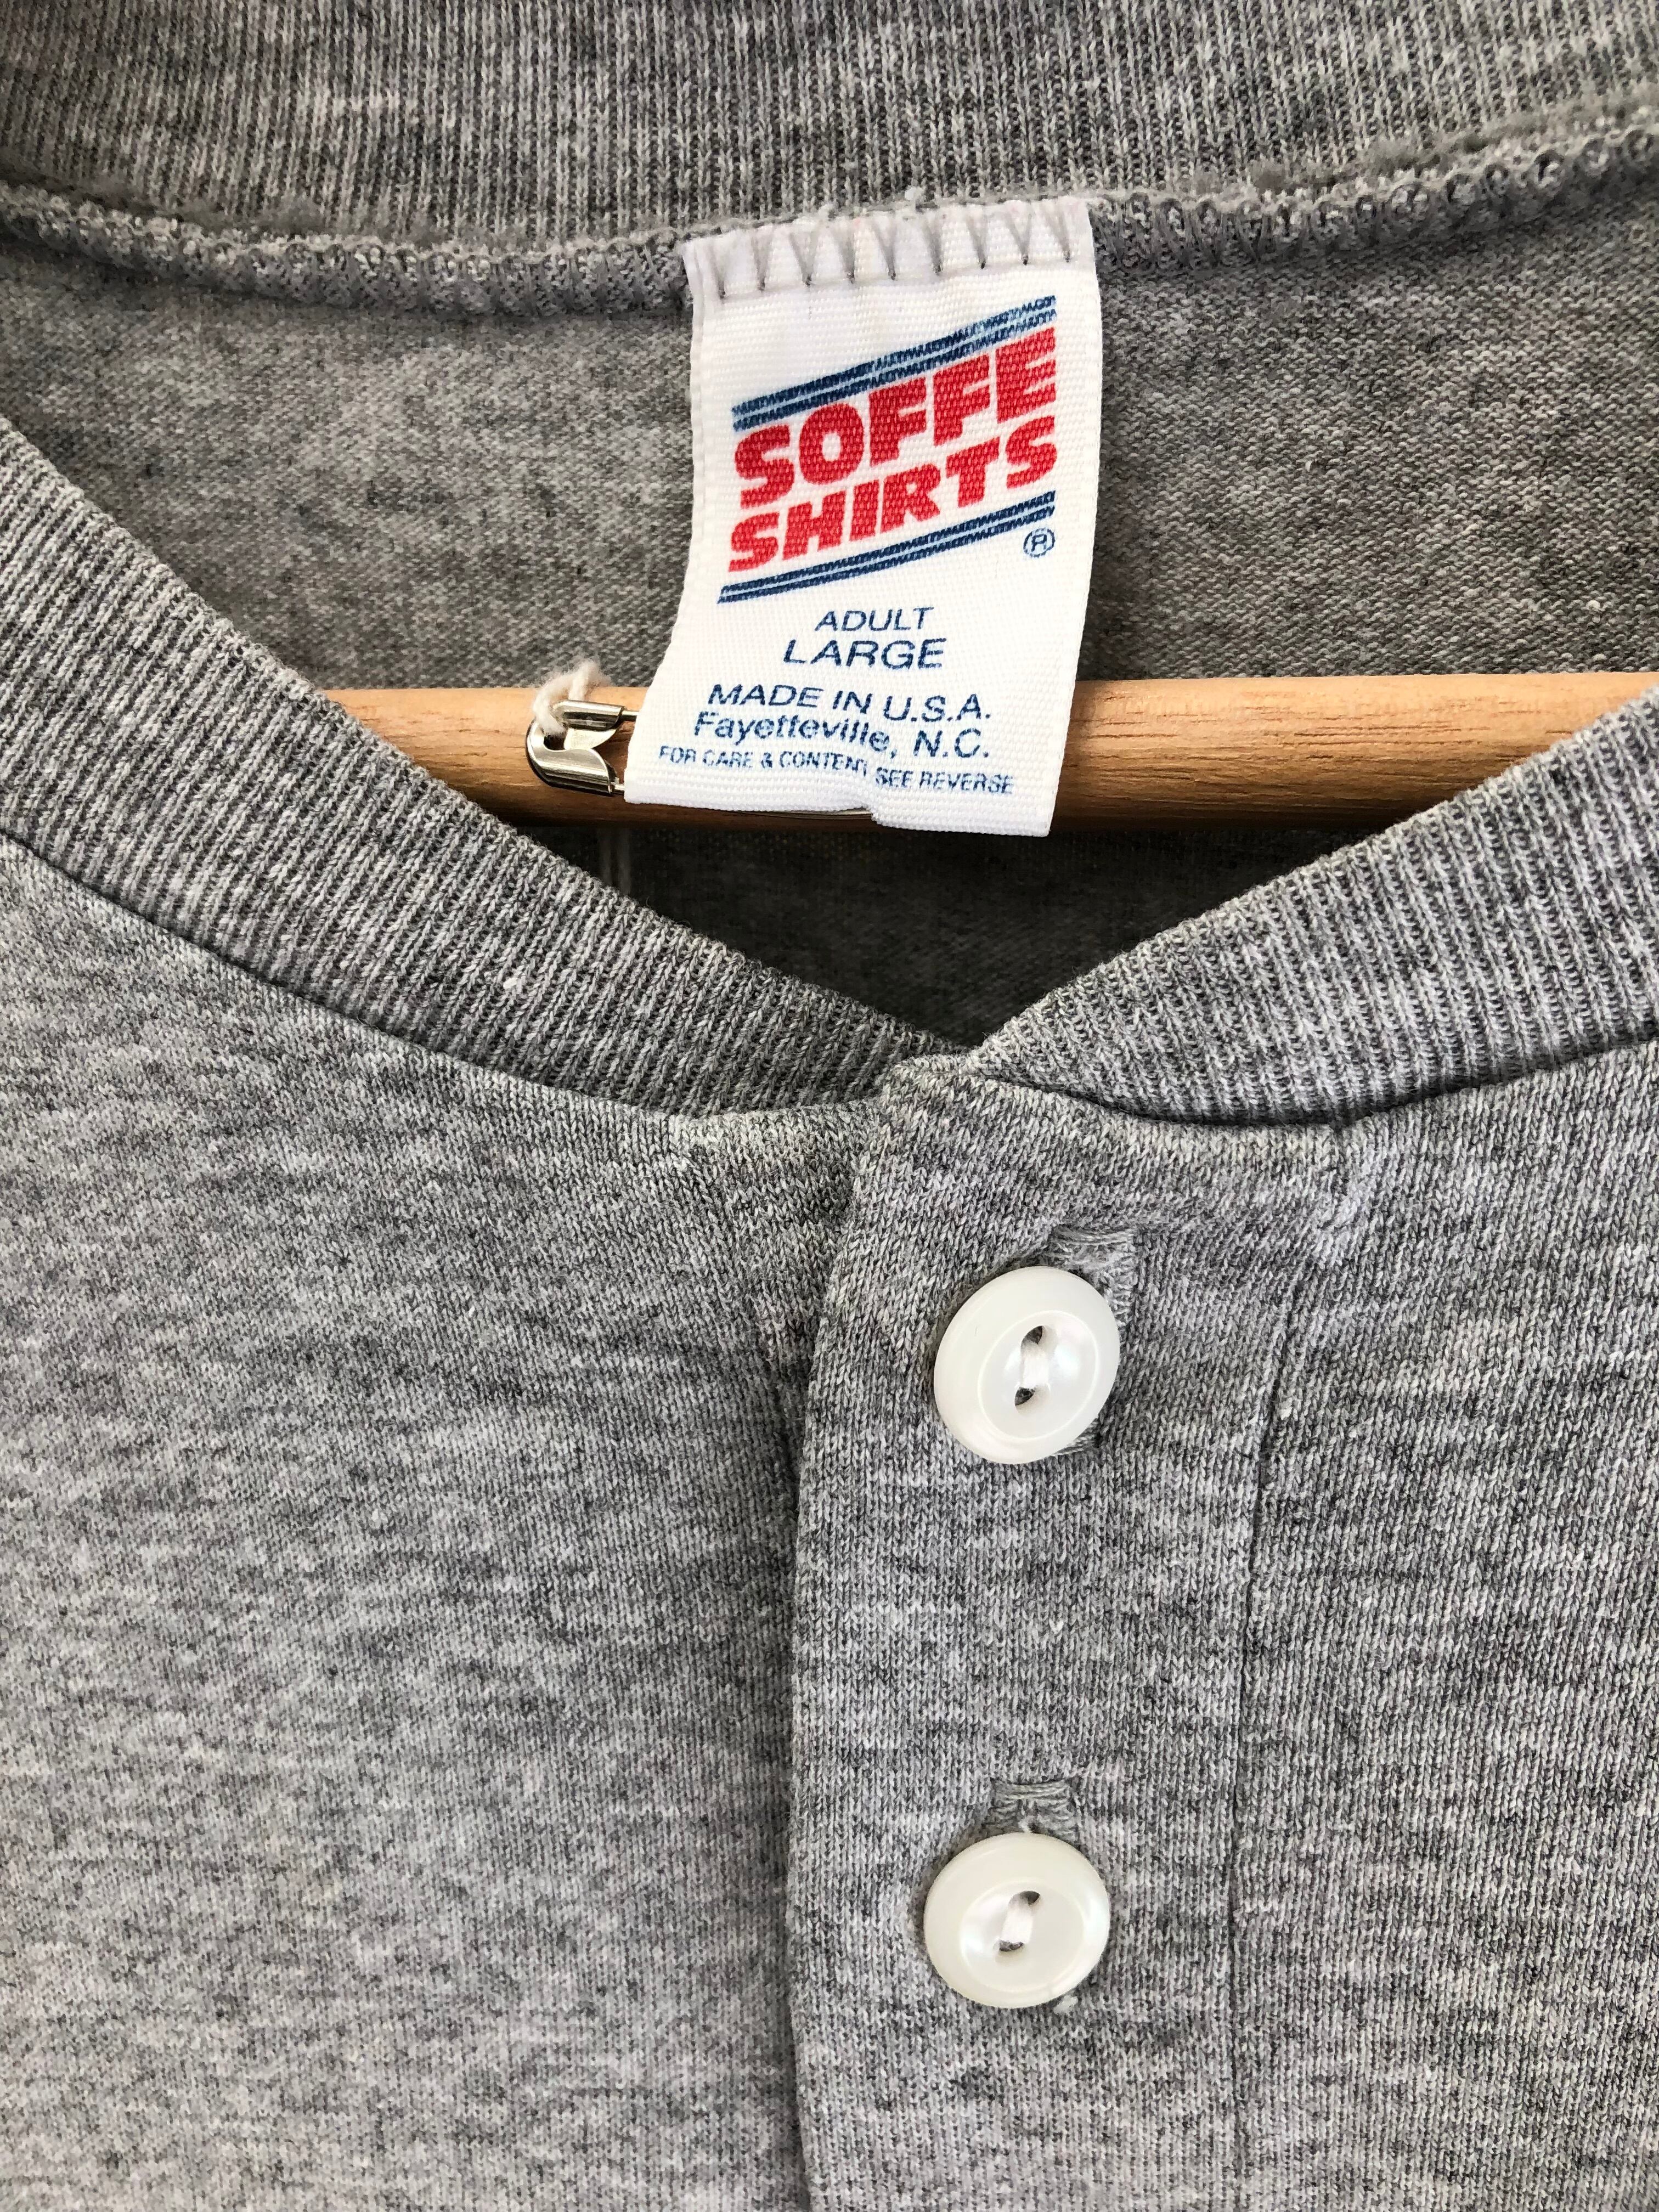 SOFFE
SHIRTS
®
ADULT
LARGE
MADE IN U.S.A.
Fayetteville, N.C.
FOR CARE & CONTENT SEE REVERSE